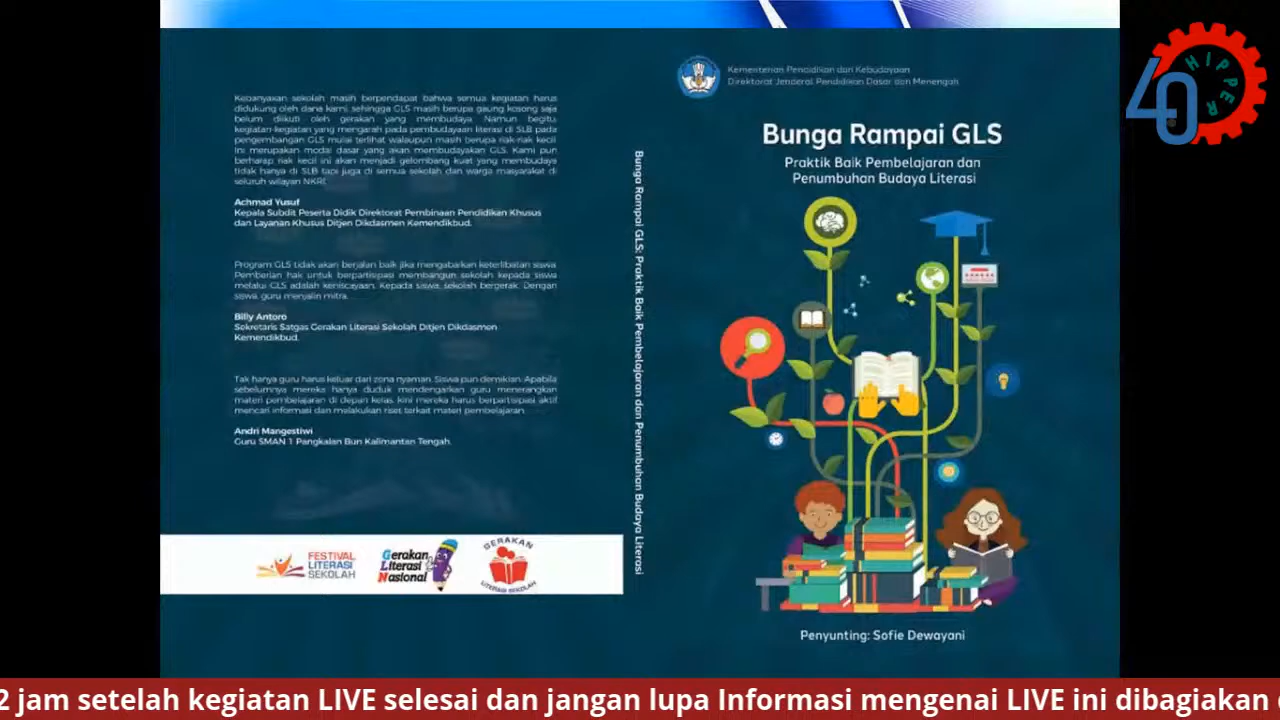 Kebanyakan sekolah masih berpendapat bahwa semua kegiatan harus
didukung oleh dana kami, sehingga GLS masih berupa gaung kosong saja
belum diikuti oleh gerakan yang membudaya. Namun begitu,
kegiatan-kegiatan yang mengarah pada pembudayaan literasi di SLB pada
pengembangan GLS mulai terlihat walaupun masih berupa riak-riak kecil.
Ini merupakan modal dasar yang akan membudayakan GLS. Kami pun
berharap riak kecil ini akan menjadi gelombang kuat yang membudaya
tidak hanya di SLB tapi juga di semua sekolah dan warga masyarakat di
seluruh wilayah NKRI.
Achmad Yusuf
Kepala Subdit Peserta Didik Direktorat Pembinaan Pendidikan Khusus
dan Layanan Khusus Ditjen Dikdasmen Kemendikbud.
Program GLS tidak akan berjalan baik jika mengabarkan keterlibatan siswa.
Pemberian hak untuk berpartisipasi membangun sekolah kepada siswa
melalui GLS adalah keniscayaan. Kepada siswa, sekolah bergerak. Dengan
siswa, guru menjalin mitra.
Billy Antoro
Sekretaris Satgas Gerakan Literasi Sekolah Ditjen Dikdasmen
Kemendikbud.
Tak hanya guru harus keluar dari zona nyaman. Siswa pun demikian. Apabila
sebelumnya mereka hanya duduk mendengarkan guru menerangkan
materi pembelajaran di depan kelas, kini mereka harus berpartisipasi aktif
mencari informasi dan melakukan riset terkait materi pembelajaran.
Andri Mangestiwi
Guru SMAN 1 Pangkalan Bun Kalimantan Tengah.
FESTIVAL
LITERASI
SEKOLAH
Gerakan
Literasi
Nasional
GERAKAN
LITERASI SEKOLAH
Bunga Rampai GLS: Praktik Baik Pembelajaran dan Penumbuhan Budaya Literasi
Kementerian Pendidikan dan Kebudayaan
Direktorat Jenderal Pendidikan Dasar dan Menengah
Bunga Rampai GLS
Praktik Baik Pembelajaran dan
Penumbuhan Budaya Literasi
Penyunting: Sofie Dewayani
40
HIPPER
2 jam setelah kegiatan LIVE selesai dan jangan lupa Informasi mengenai LIVE ini dibagiakan